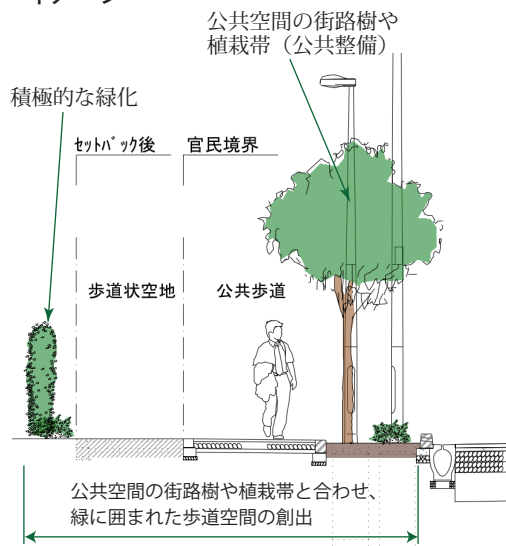 公共空間の街路樹や
植栽帯（公共整備）
積極的な緑化
ｾｯﾄﾊﾞｯｸ後
官民境界
歩道状空地
公共歩道
公共空間の街路樹や植栽帯と合わせ、
緑に囲まれた歩道空間の創出